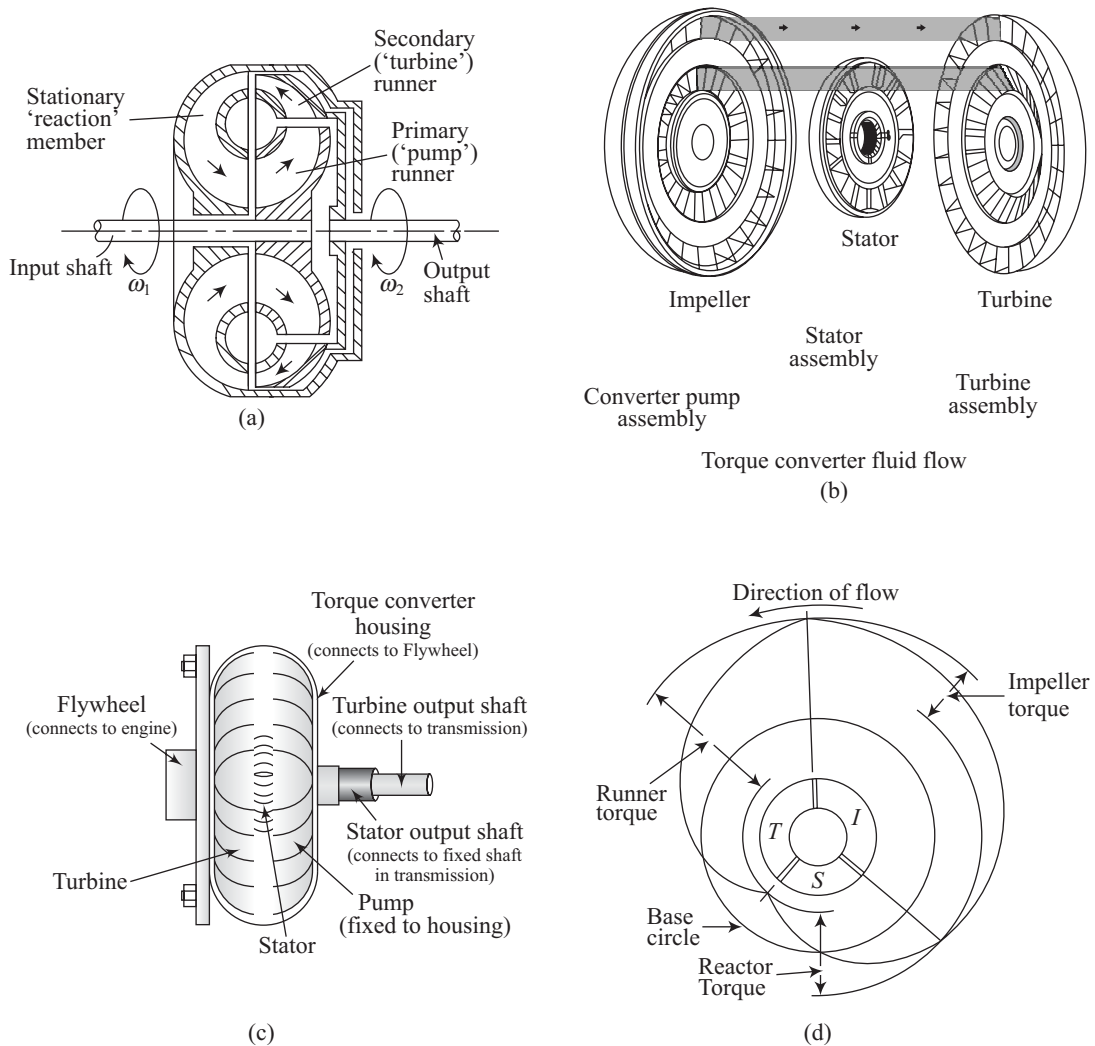 Stationary
‘reaction’
member
Secondary
(‘turbine’)
runner
Primary
(‘pump’)
runner
Input shaft
ω1
ω2
Output
shaft
(a)
Impeller
Stator
Turbine
Stator
assembly
Converter pump
assembly
Turbine
assembly
Torque converter fluid flow
(b)
Torque converter
housing
(connects to Flywheel)
Flywheel
(connects to engine)
Turbine output shaft
(connects to transmission)
Stator output shaft
(connects to fixed shaft
in transmission)
Turbine
Pump
(fixed to housing)
Stator
(c)
Direction of flow
Impeller
torque
Runner
torque
T
I
S
Base
circle
Reactor
Torque
(d)